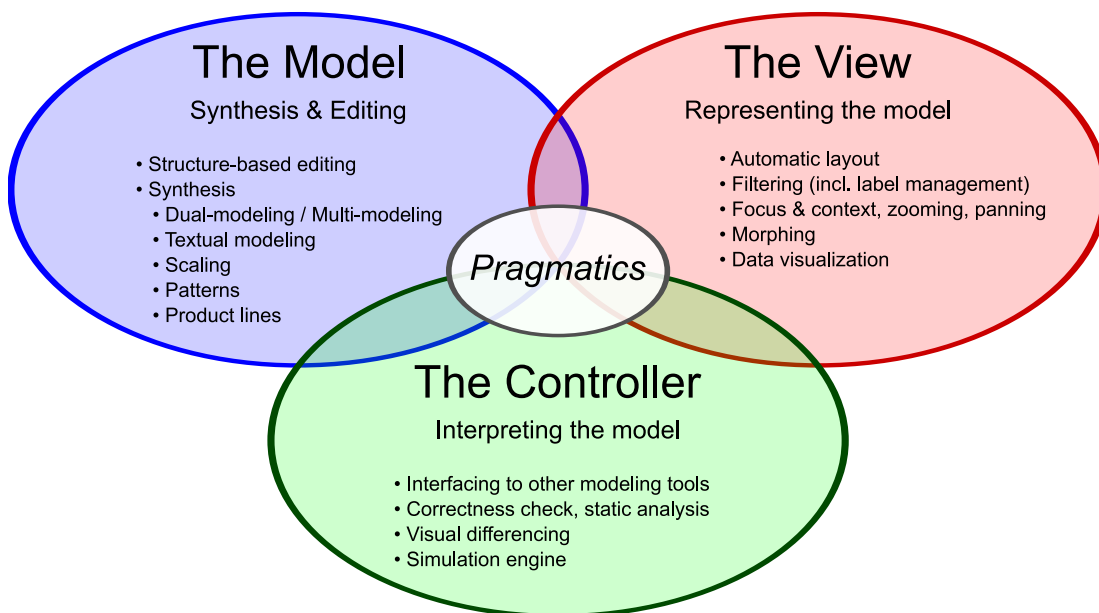 The Model
Synthesis & Editing
• Structure-based editing
• Synthesis
• Dual-modeling / Multi-modeling
• Textual modeling
• Scaling
• Patterns
• Product lines
The View
Representing the model
• Automatic layout
• Filtering (incl. label management)
• Focus & context, zooming, panning
• Morphing
• Data visualization
Pragmatics
The Controller
Interpreting the model
• Interfacing to other modeling tools
• Correctness check, static analysis
• Visual differencing
• Simulation engine